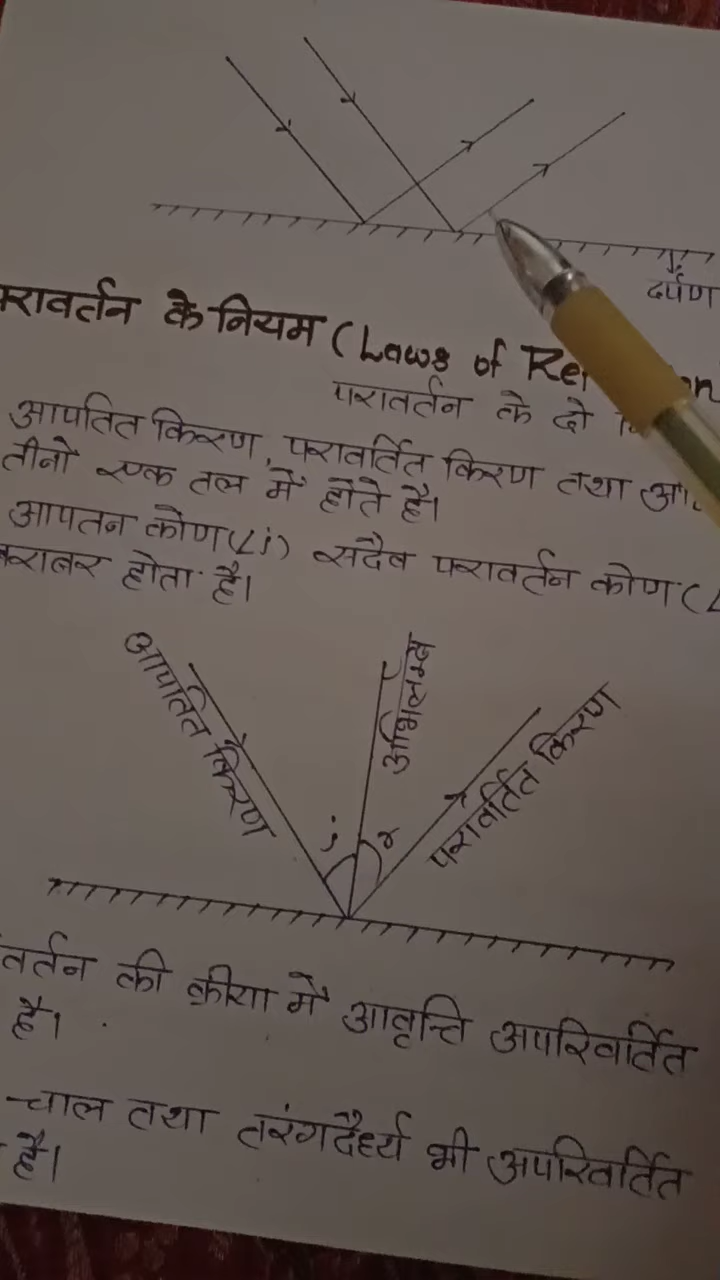 दर्पण
परावर्तन के नियम (Laws of
परावर्तन के दो
आपतित किरण, परावर्तित किरण तथा
तीनो एक तल में होते है।
आपतन कोण(∠i) सदैव परावर्तन कोण (∠
बराबर होता है।
आपतित किरण
अभिलम्ब
परावर्तित किरण
i
r
वर्तन की क्रीया में आवृत्ति अपरिवर्तित
है।
चाल तथा तरंगदैर्ध्य भी अपरिवर्तित
है।